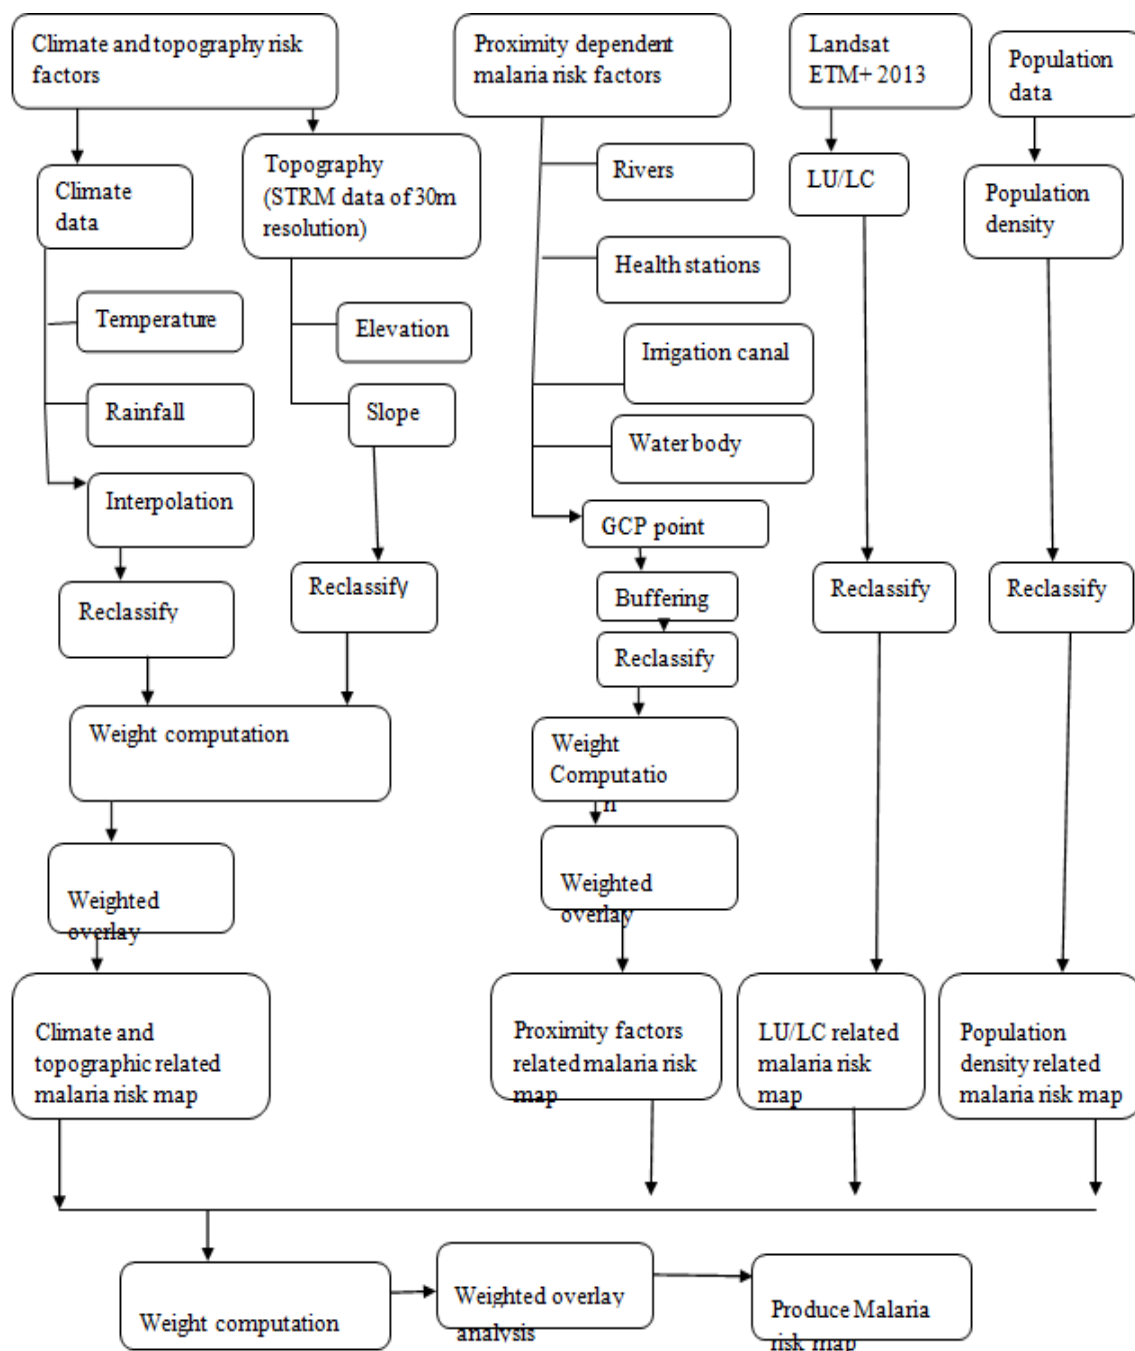 Climate and topography risk
factors
Proximity dependent
malaria risk factors
Landsat
ETM+ 2013
Population
data
Climate
data
Topography
(STRM data of 30m
resolution)
Rivers
LU/LC
Population
density
Health stations
Temperature
Elevation
Irrigation canal
Rainfall
Slope
Water body
Interpolation
GCP point
Reclassify
Reclassify
Buffering
Reclassify
Reclassify
Reclassify
Weight computation
Weight
Computatio
n
Weighted
overlay
Weighted
overlay
Climate and
topographic related
malaria risk map
Proximity factors
related malaria risk
map
LU/LC related
malaria risk
map
Population
density related
malaria risk map
Weight computation
Weighted overlay
analysis
Produce Malaria
risk map